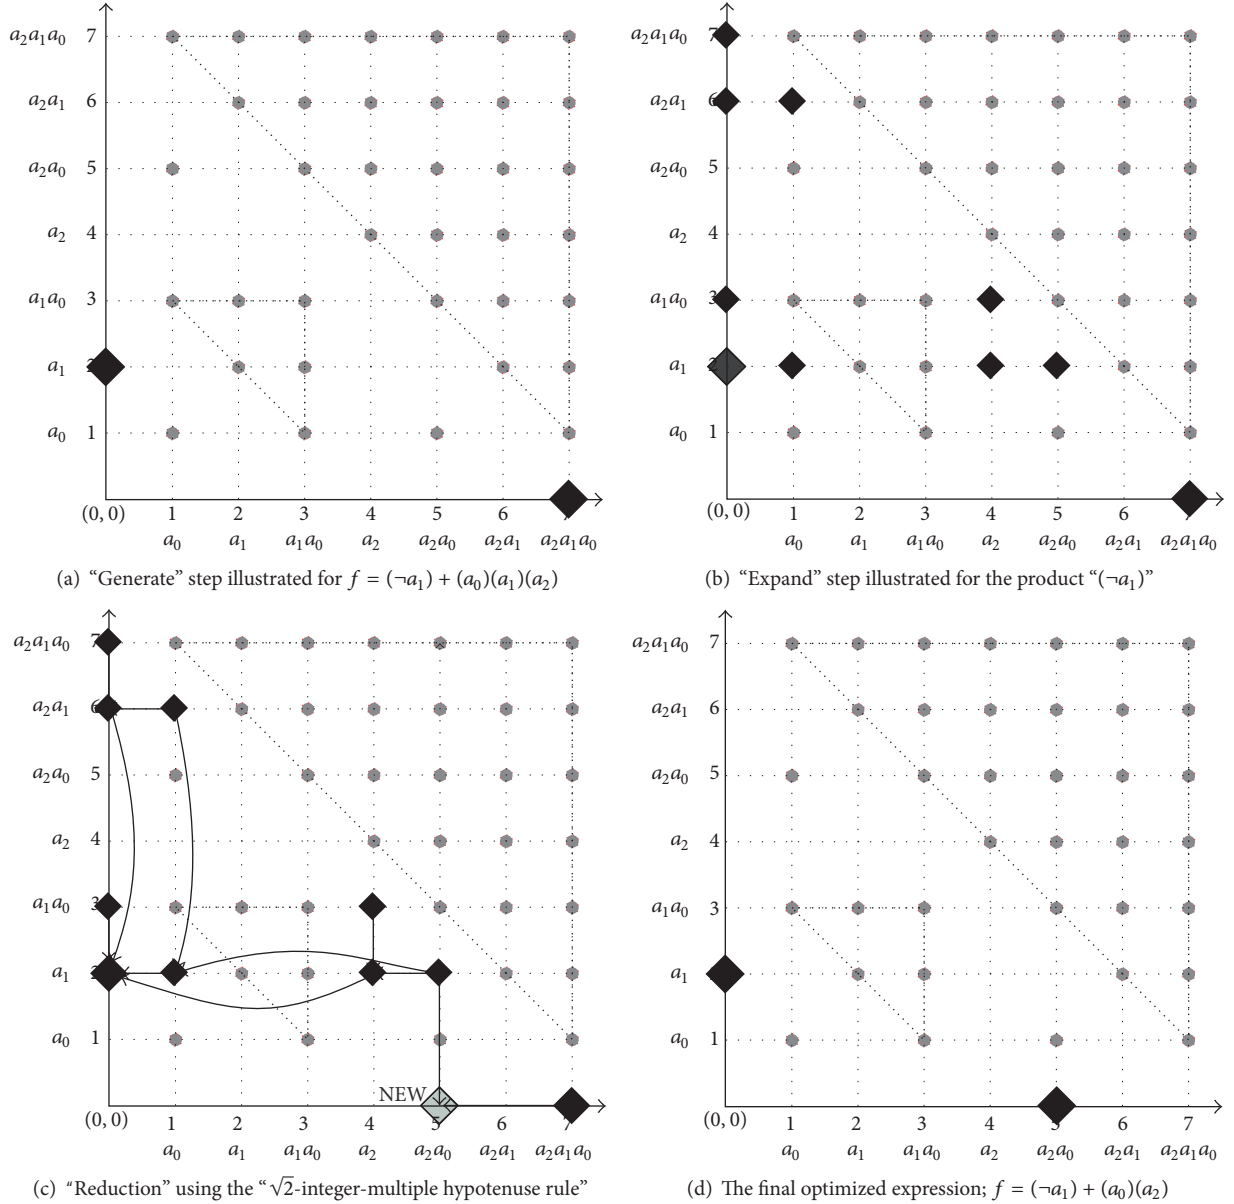 a₂a₁a₀ 7
a₂a₁ 6
a₂a₀ 5
a₂ 4
a₁a₀ 3
a₁ 2
a₀ 1
(0, 0) 1 2 3 4 5 6 7
a₀ a₁ a₁a₀ a₂ a₂a₀ a₂a₁ a₂a₁a₀
(a) “Generate” step illustrated for f = (¬a₁) + (a₀)(a₁)(a₂)
a₂a₁a₀ 7
a₂a₁ 6
a₂a₀ 5
a₂ 4
a₁a₀ 3
a₁ 2
a₀ 1
(0, 0) 1 2 3 4 5 6 7
a₀ a₁ a₁a₀ a₂ a₂a₀ a₂a₁ a₂a₁a₀
(b) “Expand” step illustrated for the product “(¬a₁)”
a₂a₁a₀ 7
a₂a₁ 6
a₂a₀ 5
a₂ 4
a₁a₀ 3
a₁ 2
a₀ 1
NEW
(0, 0) 1 2 3 4 5 6 7
a₀ a₁ a₁a₀ a₂ a₂a₀ a₂a₁ a₂a₁a₀
(c) “Reduction” using the “√2-integer-multiple hypotenuse rule”
a₂a₁a₀ 7
a₂a₁ 6
a₂a₀ 5
a₂ 4
a₁a₀ 3
a₁
a₀ 1
(0, 0) 1 2 3 4 5 6 7
a₀ a₁ a₁a₀ a₂ a₂a₀ a₂a₁ a₂a₁a₀
(d) The final optimized expression; f = (¬a₁) + (a₀)(a₂)